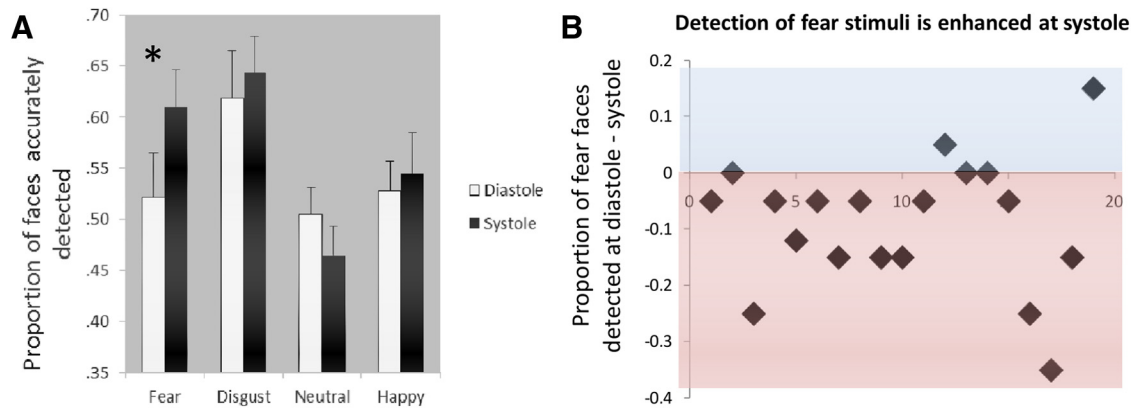 A
.70
.65
.60
.55
.50
.45
.40
.35
Proportion of faces accurately
detected
*
Fear Disgust Neutral Happy
Diastole
Systole
B
Detection of fear stimuli is enhanced at systole
Proportion of fear faces
detected at diastole - systole
0.2
0.1
0
-0.1
-0.2
-0.3
-0.4
0 5 10 15 20